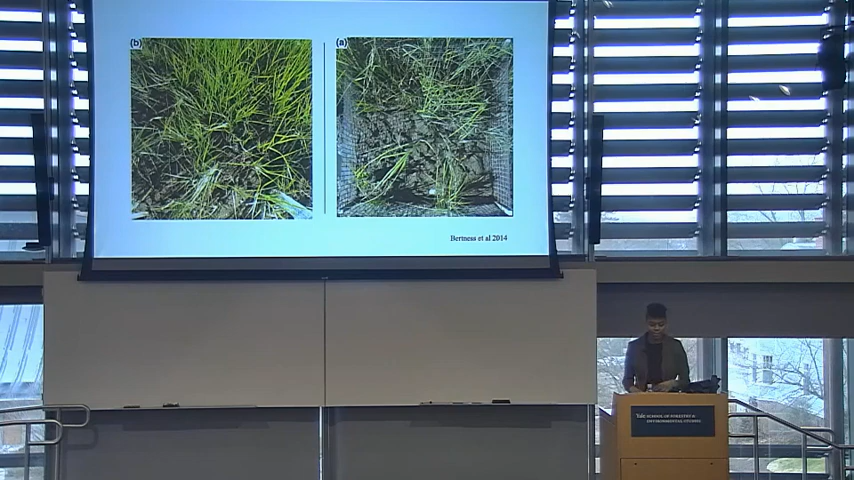 (b)
(a)
Bertness et al 2014
Yale SCHOOL OF FORESTRY &
ENVIRONMENTAL STUDIES